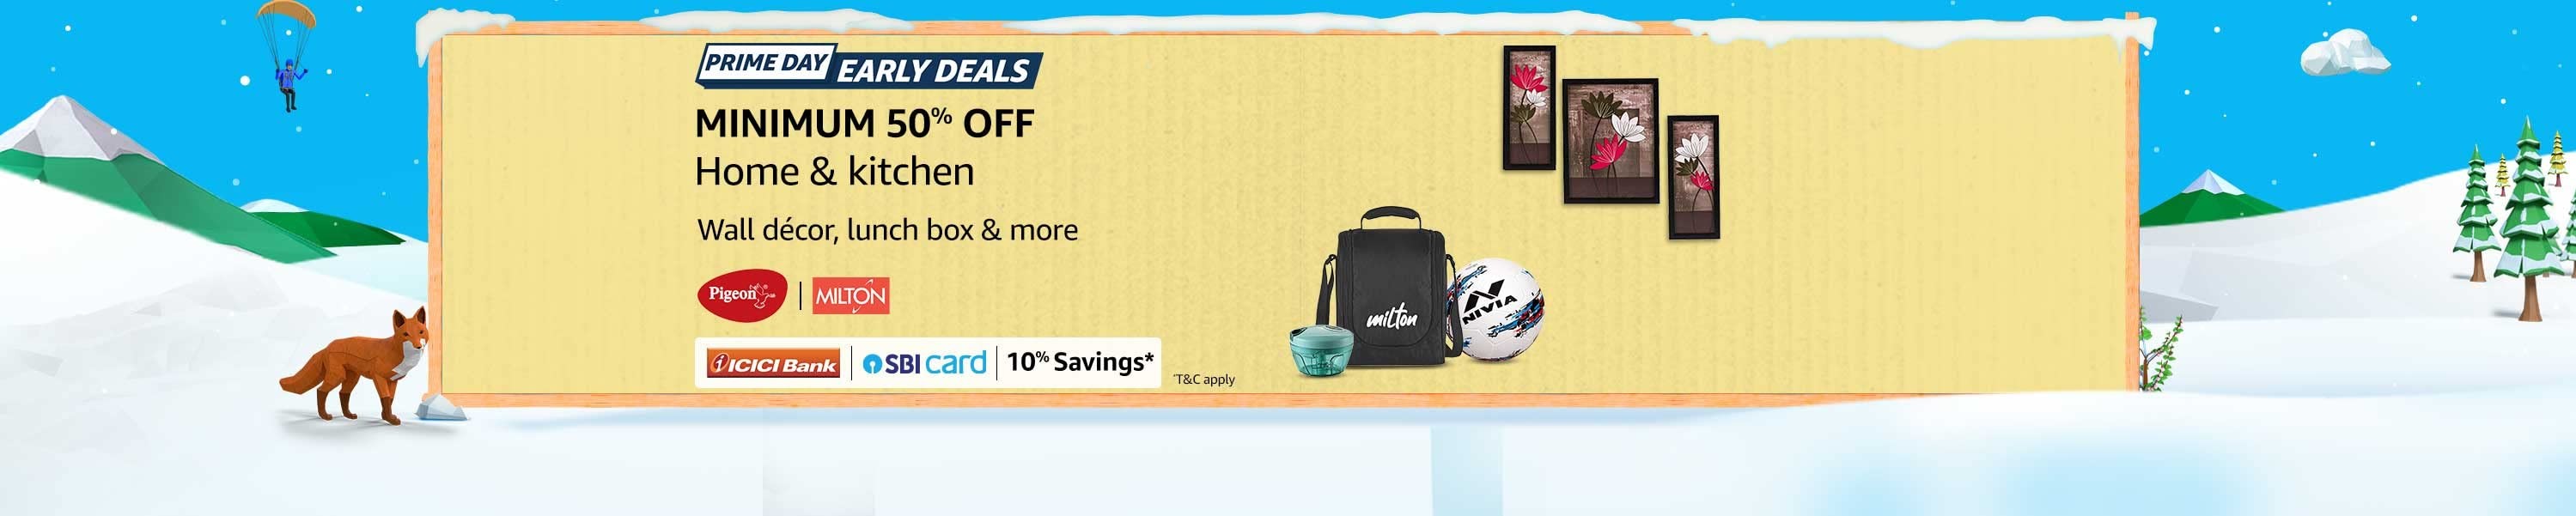 PRIME DAY EARLY DEALS
MINIMUM 50% OFF
Home & kitchen
Wall décor, lunch box & more
Pigeon | MILTON
ICICI Bank | SBI card | 10% Savings*
*T&C apply
milton
NIVIA